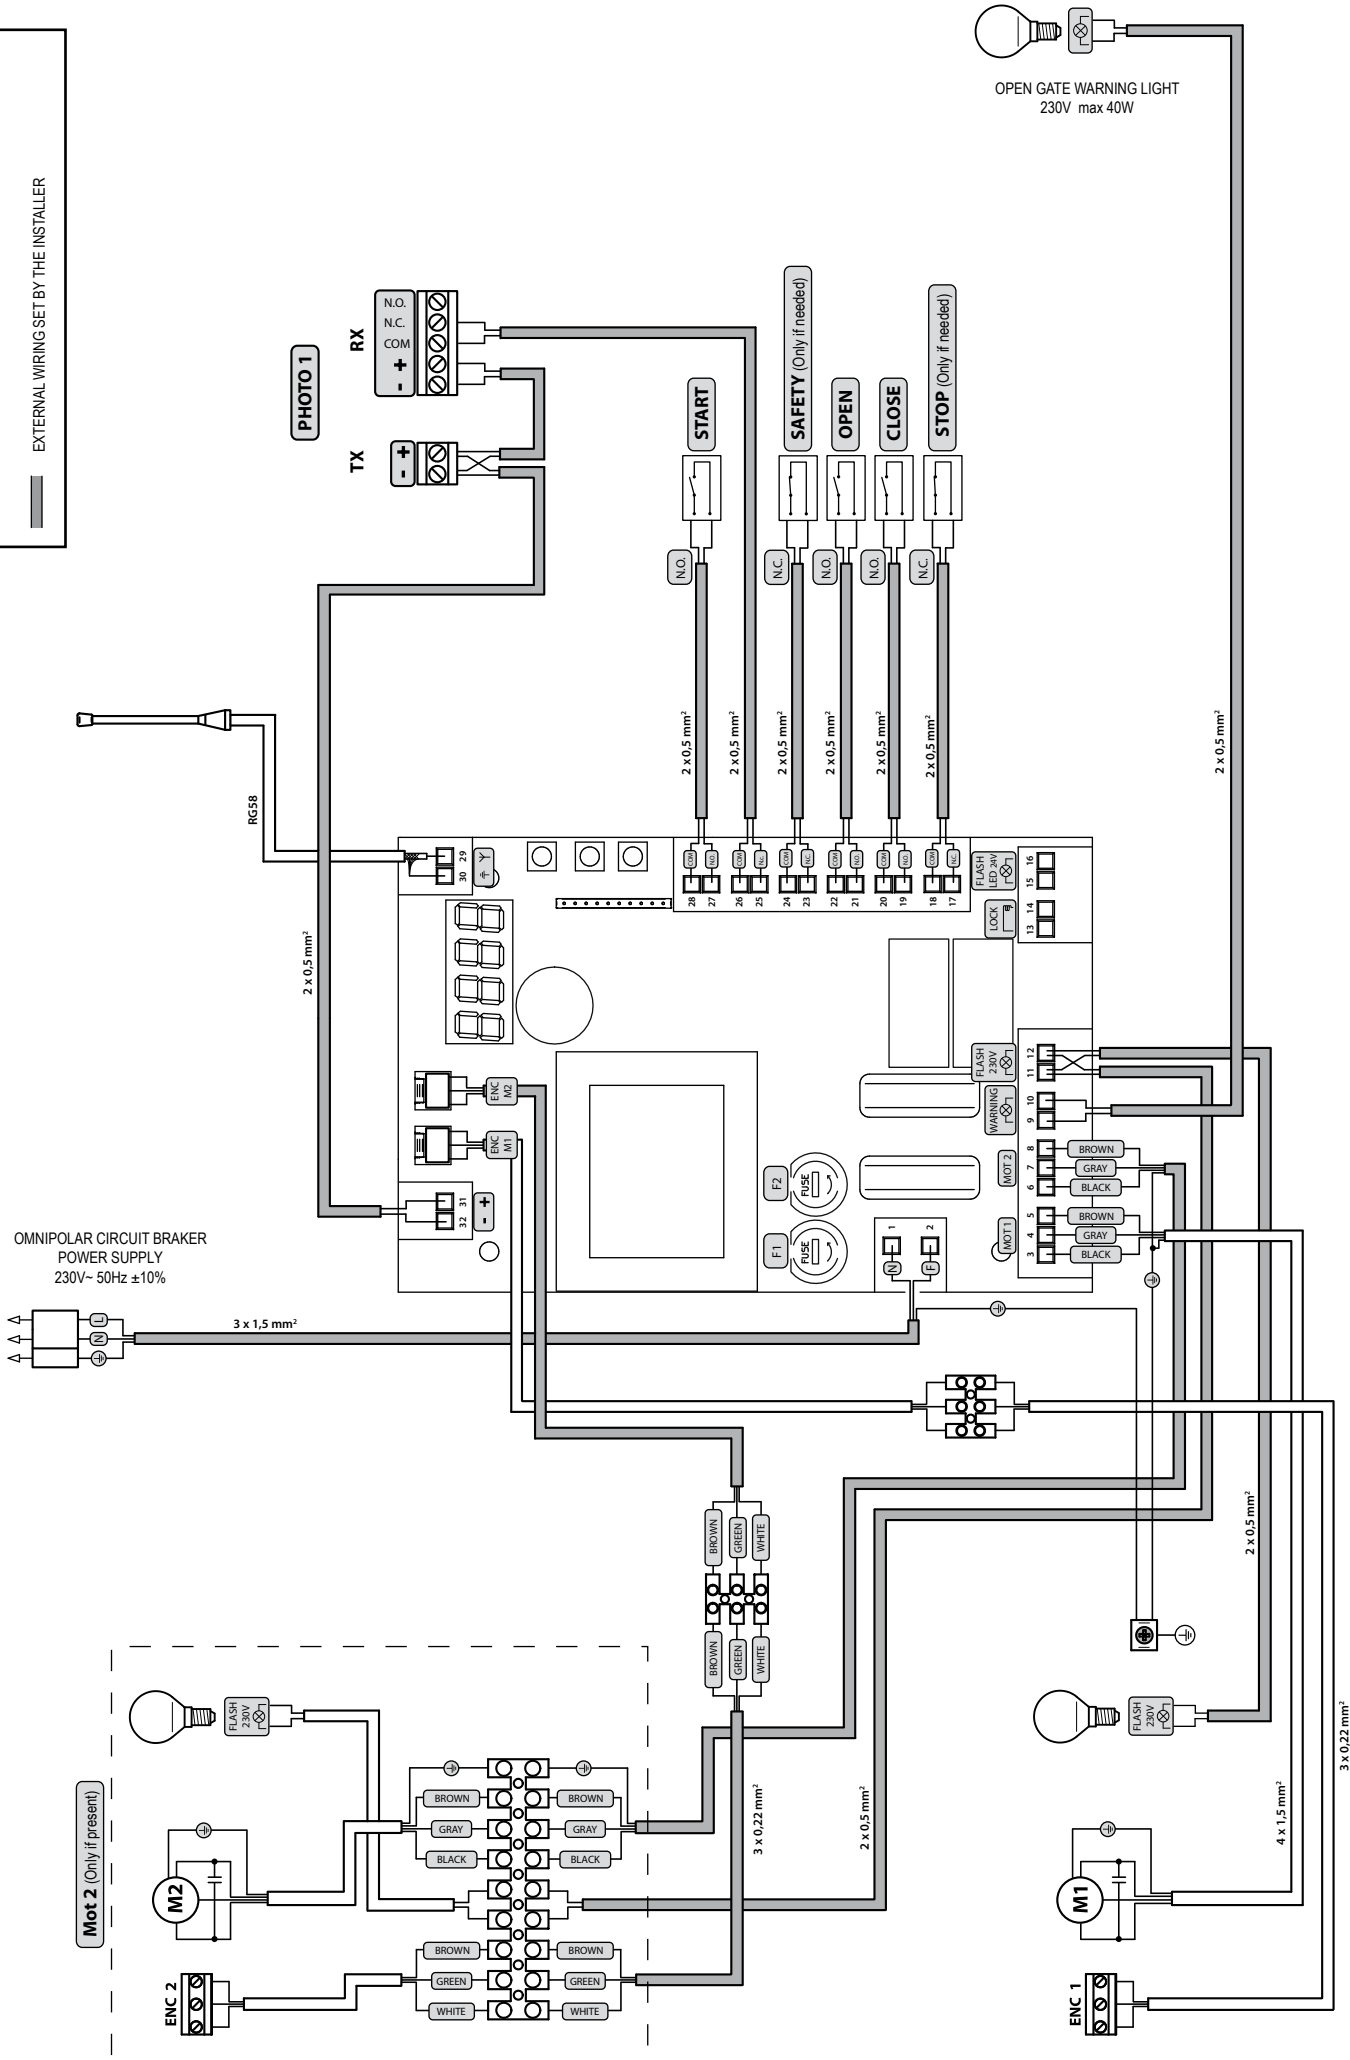 EXTERNAL WIRING SET BY THE INSTALLER
OPEN GATE WARNING LIGHT
230V max 40W
PHOTO 1
RX
N.O.
N.C.
COM
+
-
TX
- +
START
SAFETY (Only if needed)
OPEN
CLOSE
STOP (Only if needed)
N.O.
N.C.
N.O.
N.O.
N.C.
RG58
2 x 0,5 mm²
2 x 0,5 mm²
2 x 0,5 mm²
2 x 0,5 mm²
2 x 0,5 mm²
2 x 0,5 mm²
2 x 0,5 mm²
2 x 0,5 mm²
30 29
COM N.O.
28 27
COM N.C.
26 25
COM N.C.
24 23
COM N.O.
22 21
COM N.O.
20 19
COM N.C.
18 17
FLASH
LED 24V
16
15
LOCK
14
13
ENC
M2
ENC
M1
31
32
- +
F2
FUSE
F1
FUSE
1
2
N
F
FLASH
230V
12
11
WARNING
10
9
MOT 2
8 BROWN
7 GRAY
6 BLACK
MOT 1
5 BROWN
4 GRAY
3 BLACK
OMNIPOLAR CIRCUIT BRAKER
POWER SUPPLY
230V~ 50Hz ±10%
L
N
3 x 1,5 mm²
BROWN
GREEN
WHITE
BROWN
GREEN
WHITE
2 x 0,5 mm²
Mot 2 (Only if present)
FLASH
230V
M2
ENC 2
BROWN BROWN
GRAY GRAY
BLACK BLACK
BROWN BROWN
GREEN GREEN
WHITE WHITE
3 x 0,22 mm²
2 x 0,5 mm²
FLASH
230V
M1
ENC 1
4 x 1,5 mm²
3 x 0,22 mm²